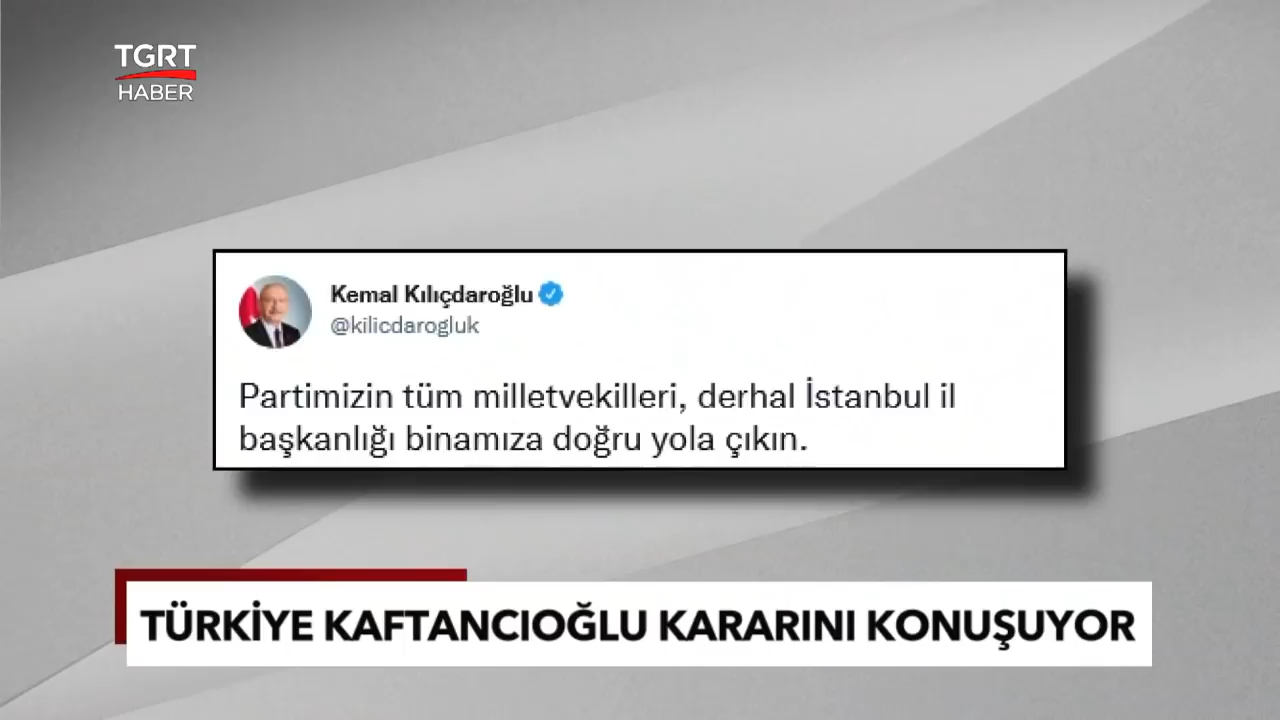 TGRT
HABER
Kemal Kılıçdaroğlu
@kilicdarogluk
Partimizin tüm milletvekilleri, derhal İstanbul il
başkanlığı binamıza doğru yola çıkın.
TÜRKİYE KAFTANCIOĞLU KARARINI KONUŞUYOR